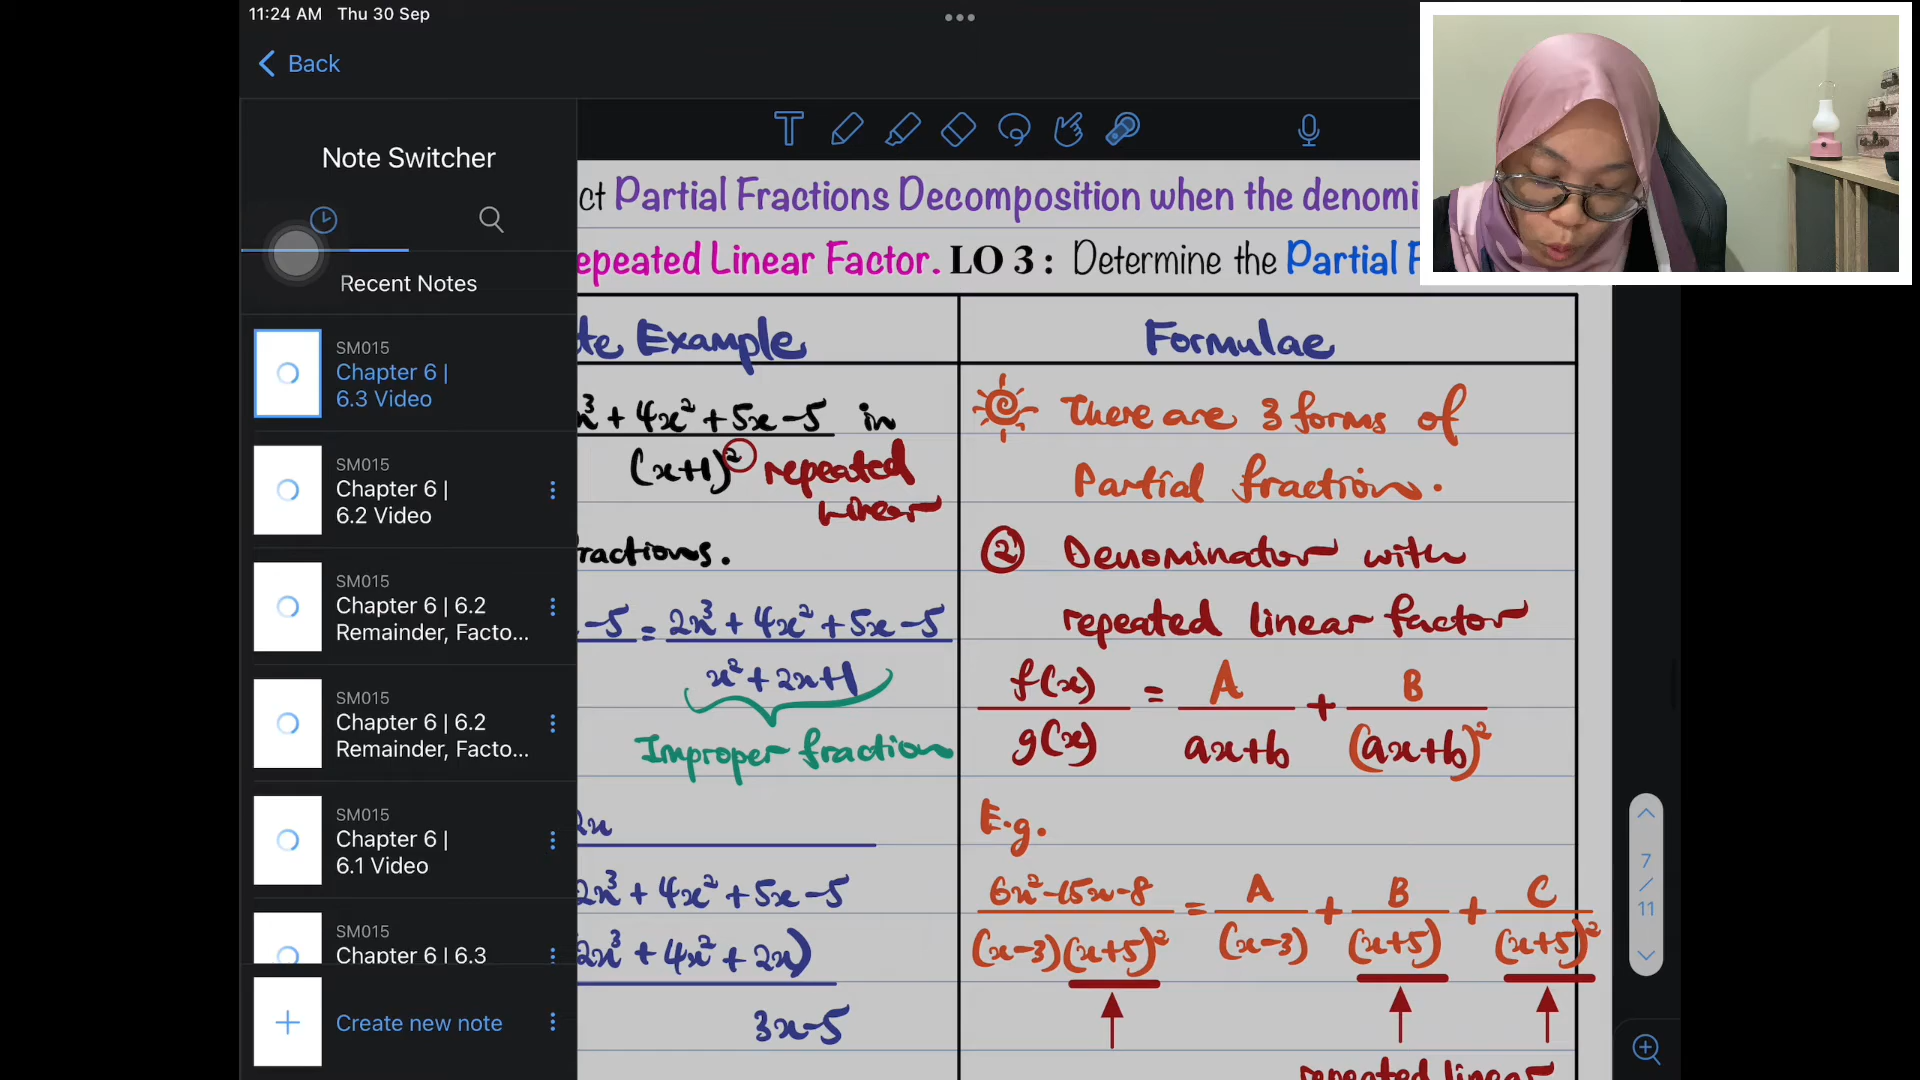 11:24 AM Thu 30 Sep
Back
Note Switcher
Recent Notes
SM015
Chapter 6 |
6.3 Video
SM015
Chapter 6 |
6.2 Video
SM015
Chapter 6 | 6.2
Remainder, Facto...
SM015
Chapter 6 | 6.2
Remainder, Facto...
SM015
Chapter 6 |
6.1 Video
SM015
Chapter 6 | 6.3
Create new note
ct Partial Fractions Decomposition when the denomi
epeated Linear Factor. LO 3 : Determine the Partial F
te Example
x³ + 4x² + 5x - 5 in
(x+1)² repeated
linear
fractions.
- 5 = 2x³ + 4x² + 5x - 5
x² + 2x + 1
Improper fraction
2x
2x³ + 4x² + 5x - 5
2x³ + 4x² + 2x)
3x - 5
Formulae
There are 3 forms of
Partial fractions.
② Denominator with
repeated linear factor
f(x) = A + B
g(x) ax+b (ax+b)²
E.g.
6x² - 15x - 8 = A + B + C
(x-3)(x+5)² (x-3) (x+5) (x+5)²
repeated linear
7
/
11